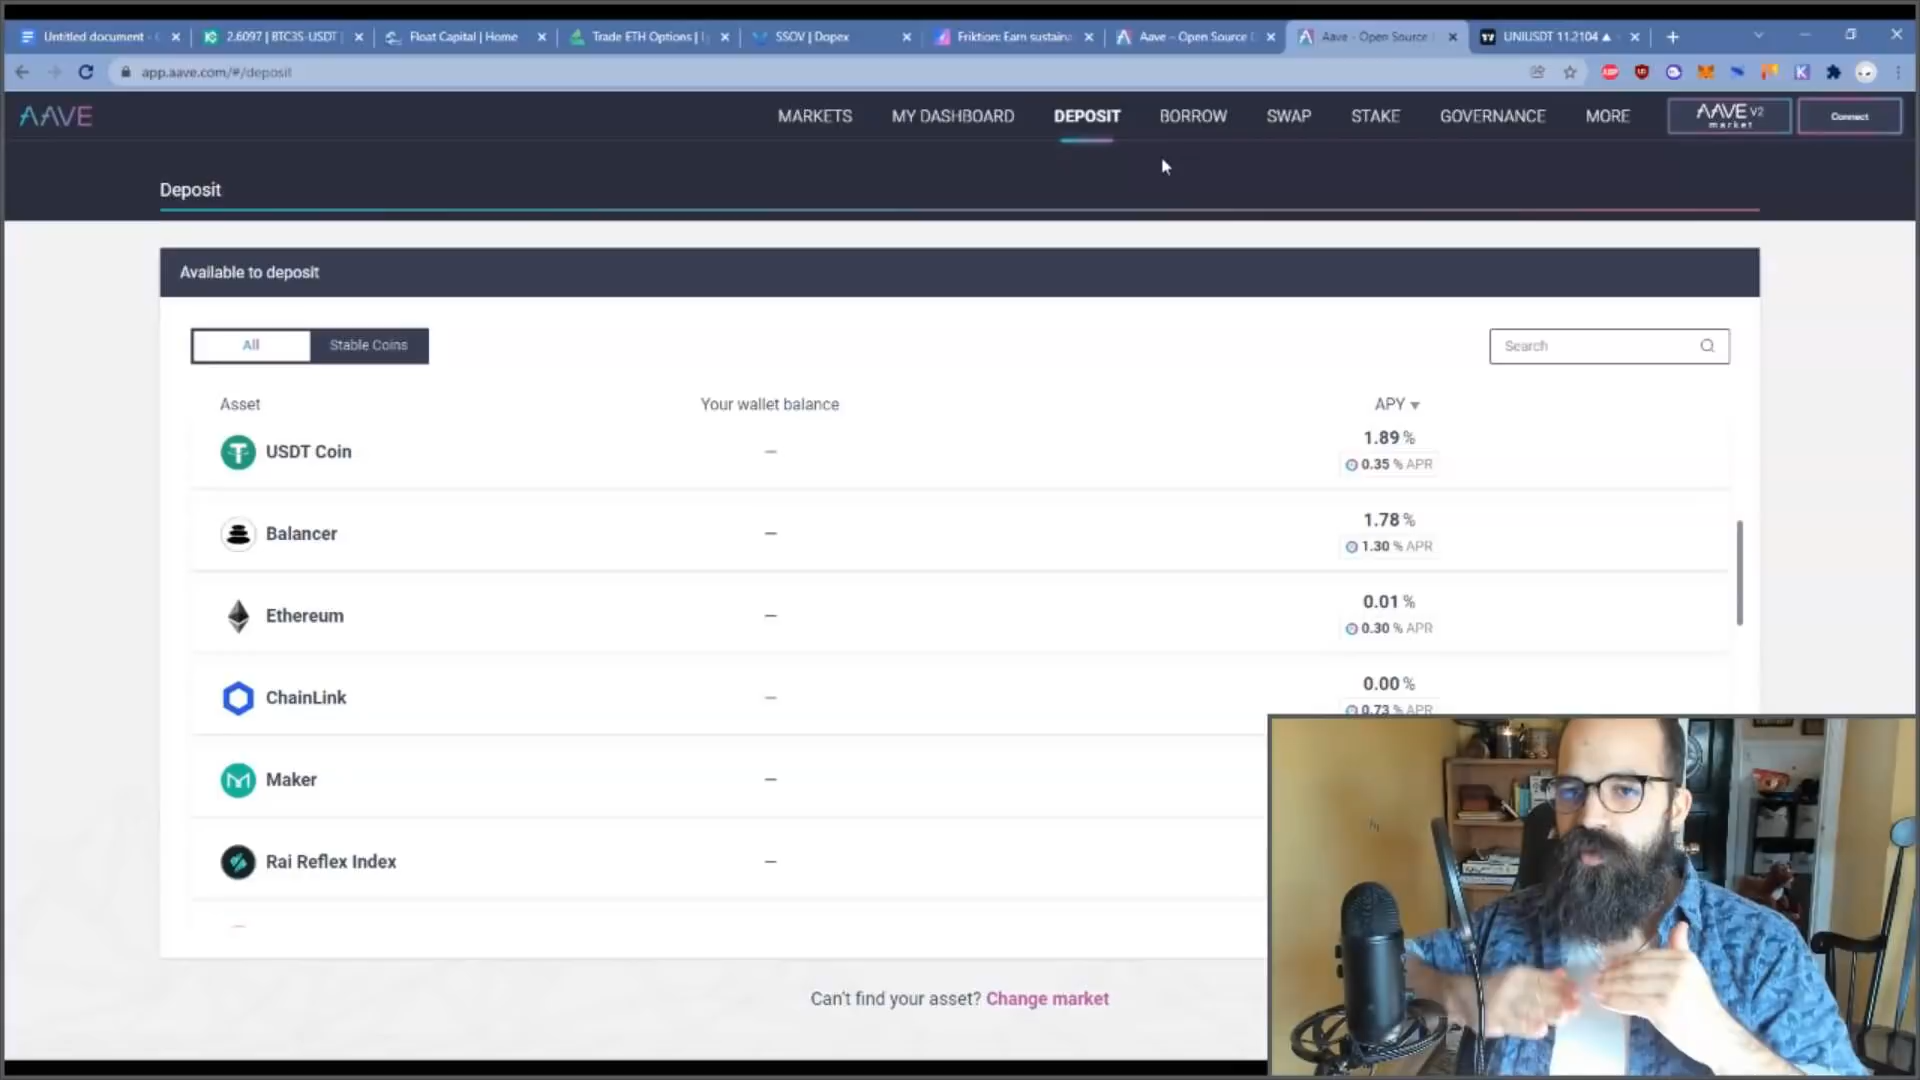 Untitled document -
2.6097 | BTC3S-USDT |
Float Capital | Home
Trade ETH Options |
SSOV | Dopex
Friktion: Earn sustaina
Aave – Open Source
Aave - Open Source
UNIUSDT 11.2104 ▲
app.aave.com/#/deposit
AAVE
MARKETS
MY DASHBOARD
DEPOSIT
BORROW
SWAP
STAKE
GOVERNANCE
MORE
AAVE V2
market
Connect
Deposit
Available to deposit
All
Stable Coins
Search
Asset
Your wallet balance
APY ▼
USDT Coin
—
1.89 %
0.35 % APR
Balancer
—
1.78 %
1.30 % APR
Ethereum
—
0.01 %
0.30 % APR
ChainLink
—
0.00 %
0.73 % APR
Maker
—
Rai Reflex Index
—
Can't find your asset? Change market